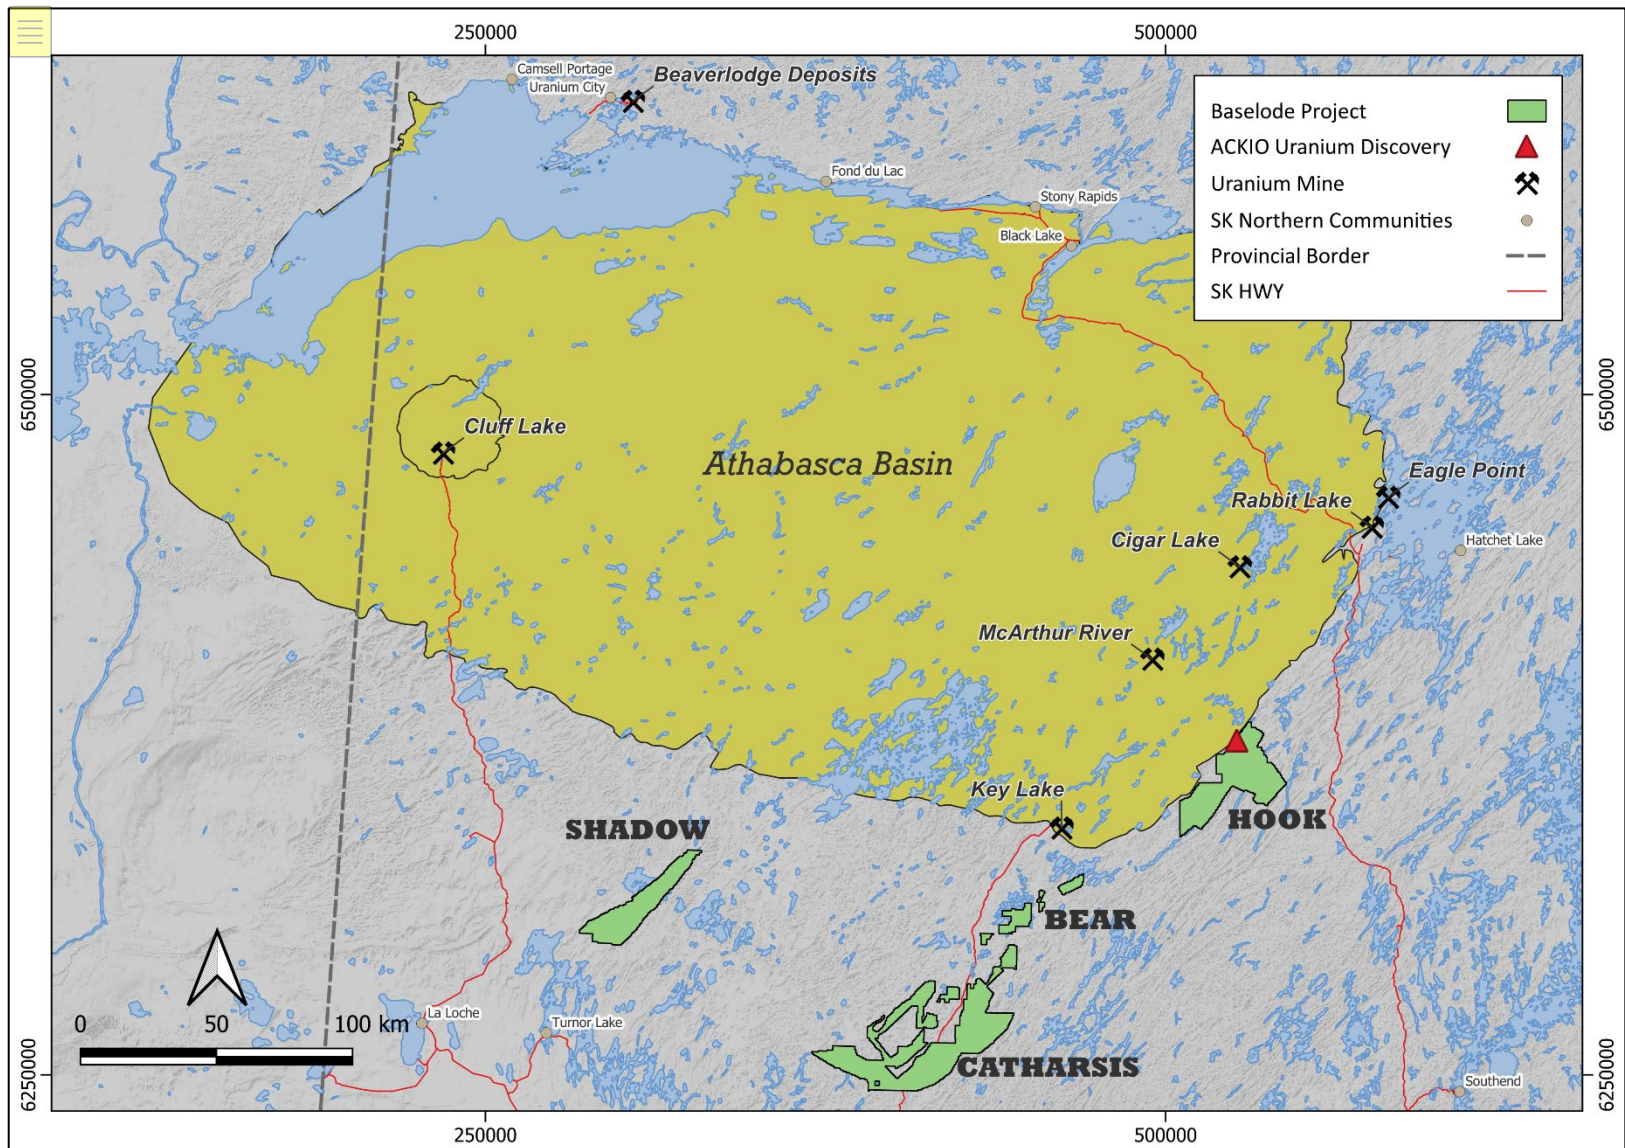 250000
500000
Camsell Portage
Uranium City
Beaverlodge Deposits
Baselode Project
ACKIO Uranium Discovery
Uranium Mine
SK Northern Communities
Provincial Border
SK HWY
Fond du Lac
Stony Rapids
Black Lake
6500000
6500000
Cluff Lake
Athabasca Basin
Eagle Point
Rabbit Lake
Cigar Lake
Hatchet Lake
McArthur River
Key Lake
HOOK
SHADOW
BEAR
La Loche
Turnor Lake
0 50 100 km
CATHARSIS
Southend
6250000
6250000
250000
500000